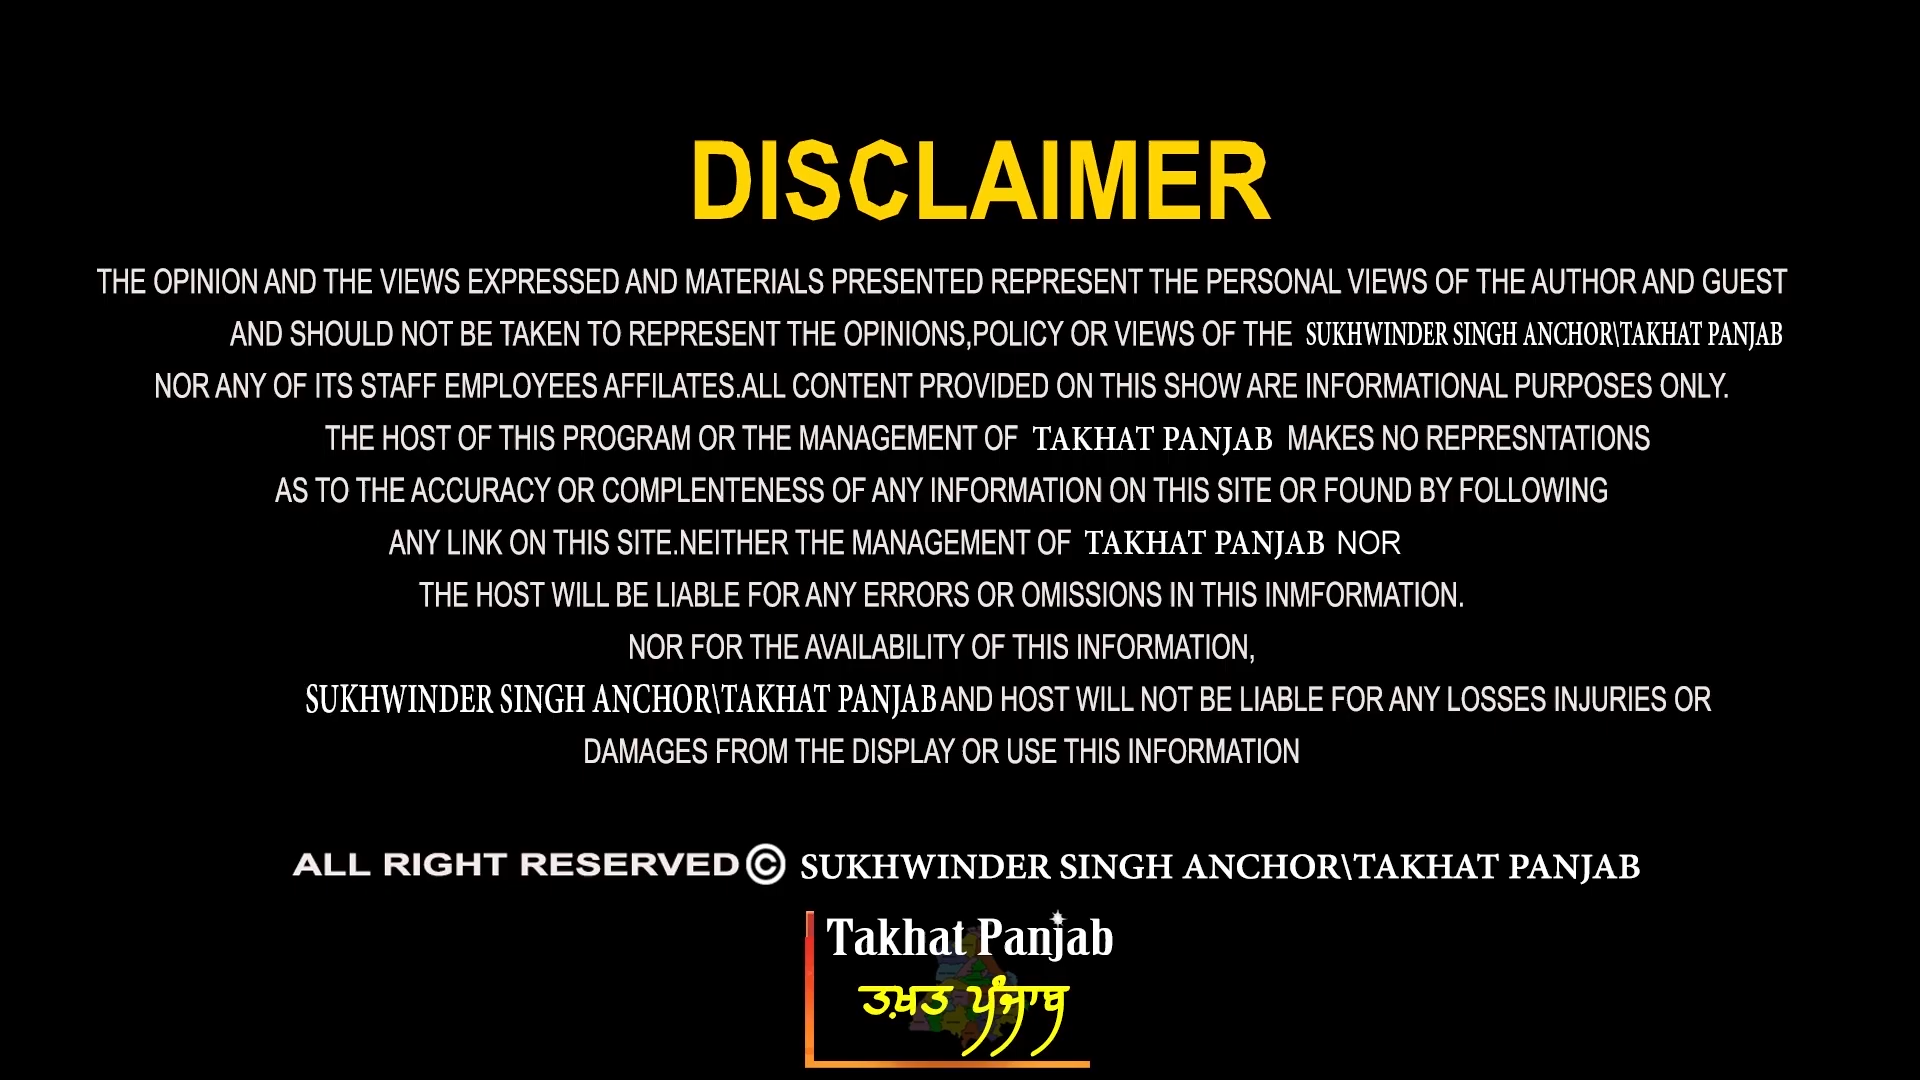 DISCLAIMER
THE OPINION AND THE VIEWS EXPRESSED AND MATERIALS PRESENTED REPRESENT THE PERSONAL VIEWS OF THE AUTHOR AND GUEST
AND SHOULD NOT BE TAKEN TO REPRESENT THE OPINIONS,POLICY OR VIEWS OF THE SUKHWINDER SINGH ANCHOR\TAKHAT PANJAB
NOR ANY OF ITS STAFF EMPLOYEES AFFILATES.ALL CONTENT PROVIDED ON THIS SHOW ARE INFORMATIONAL PURPOSES ONLY.
THE HOST OF THIS PROGRAM OR THE MANAGEMENT OF TAKHAT PANJAB MAKES NO REPRESNTATIONS
AS TO THE ACCURACY OR COMPLENTENESS OF ANY INFORMATION ON THIS SITE OR FOUND BY FOLLOWING
ANY LINK ON THIS SITE.NEITHER THE MANAGEMENT OF TAKHAT PANJAB NOR
THE HOST WILL BE LIABLE FOR ANY ERRORS OR OMISSIONS IN THIS INMFORMATION.
NOR FOR THE AVAILABILITY OF THIS INFORMATION,
SUKHWINDER SINGH ANCHOR\TAKHAT PANJAB AND HOST WILL NOT BE LIABLE FOR ANY LOSSES INJURIES OR
DAMAGES FROM THE DISPLAY OR USE THIS INFORMATION
ALL RIGHT RESERVED © SUKHWINDER SINGH ANCHOR\TAKHAT PANJAB
Takhat Panjab
ਤਖ਼ਤ ਪੰਜਾਬ